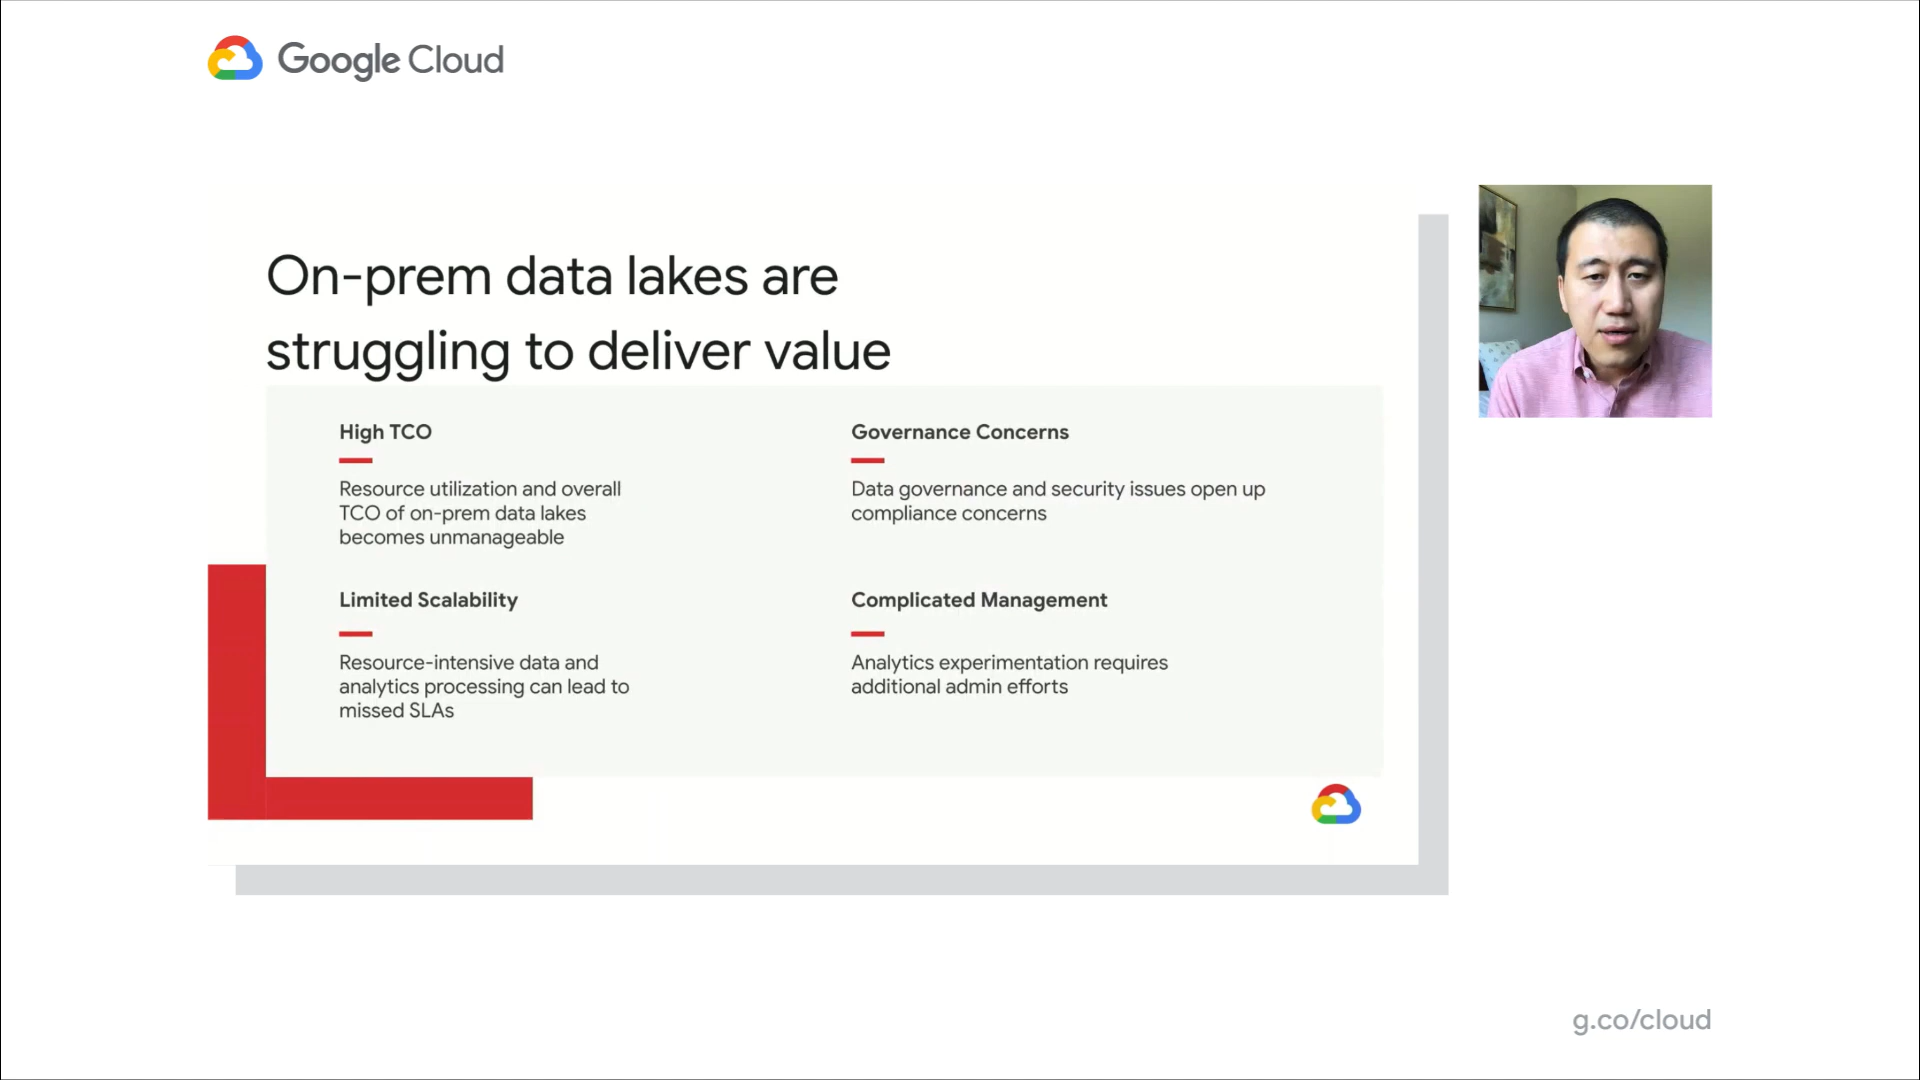 Google Cloud
On-prem data lakes are
struggling to deliver value
High TCO
Resource utilization and overall
TCO of on-prem data lakes
becomes unmanageable
Governance Concerns
Data governance and security issues open up
compliance concerns
Limited Scalability
Resource-intensive data and
analytics processing can lead to
missed SLAs
Complicated Management
Analytics experimentation requires
additional admin efforts
g.co/cloud